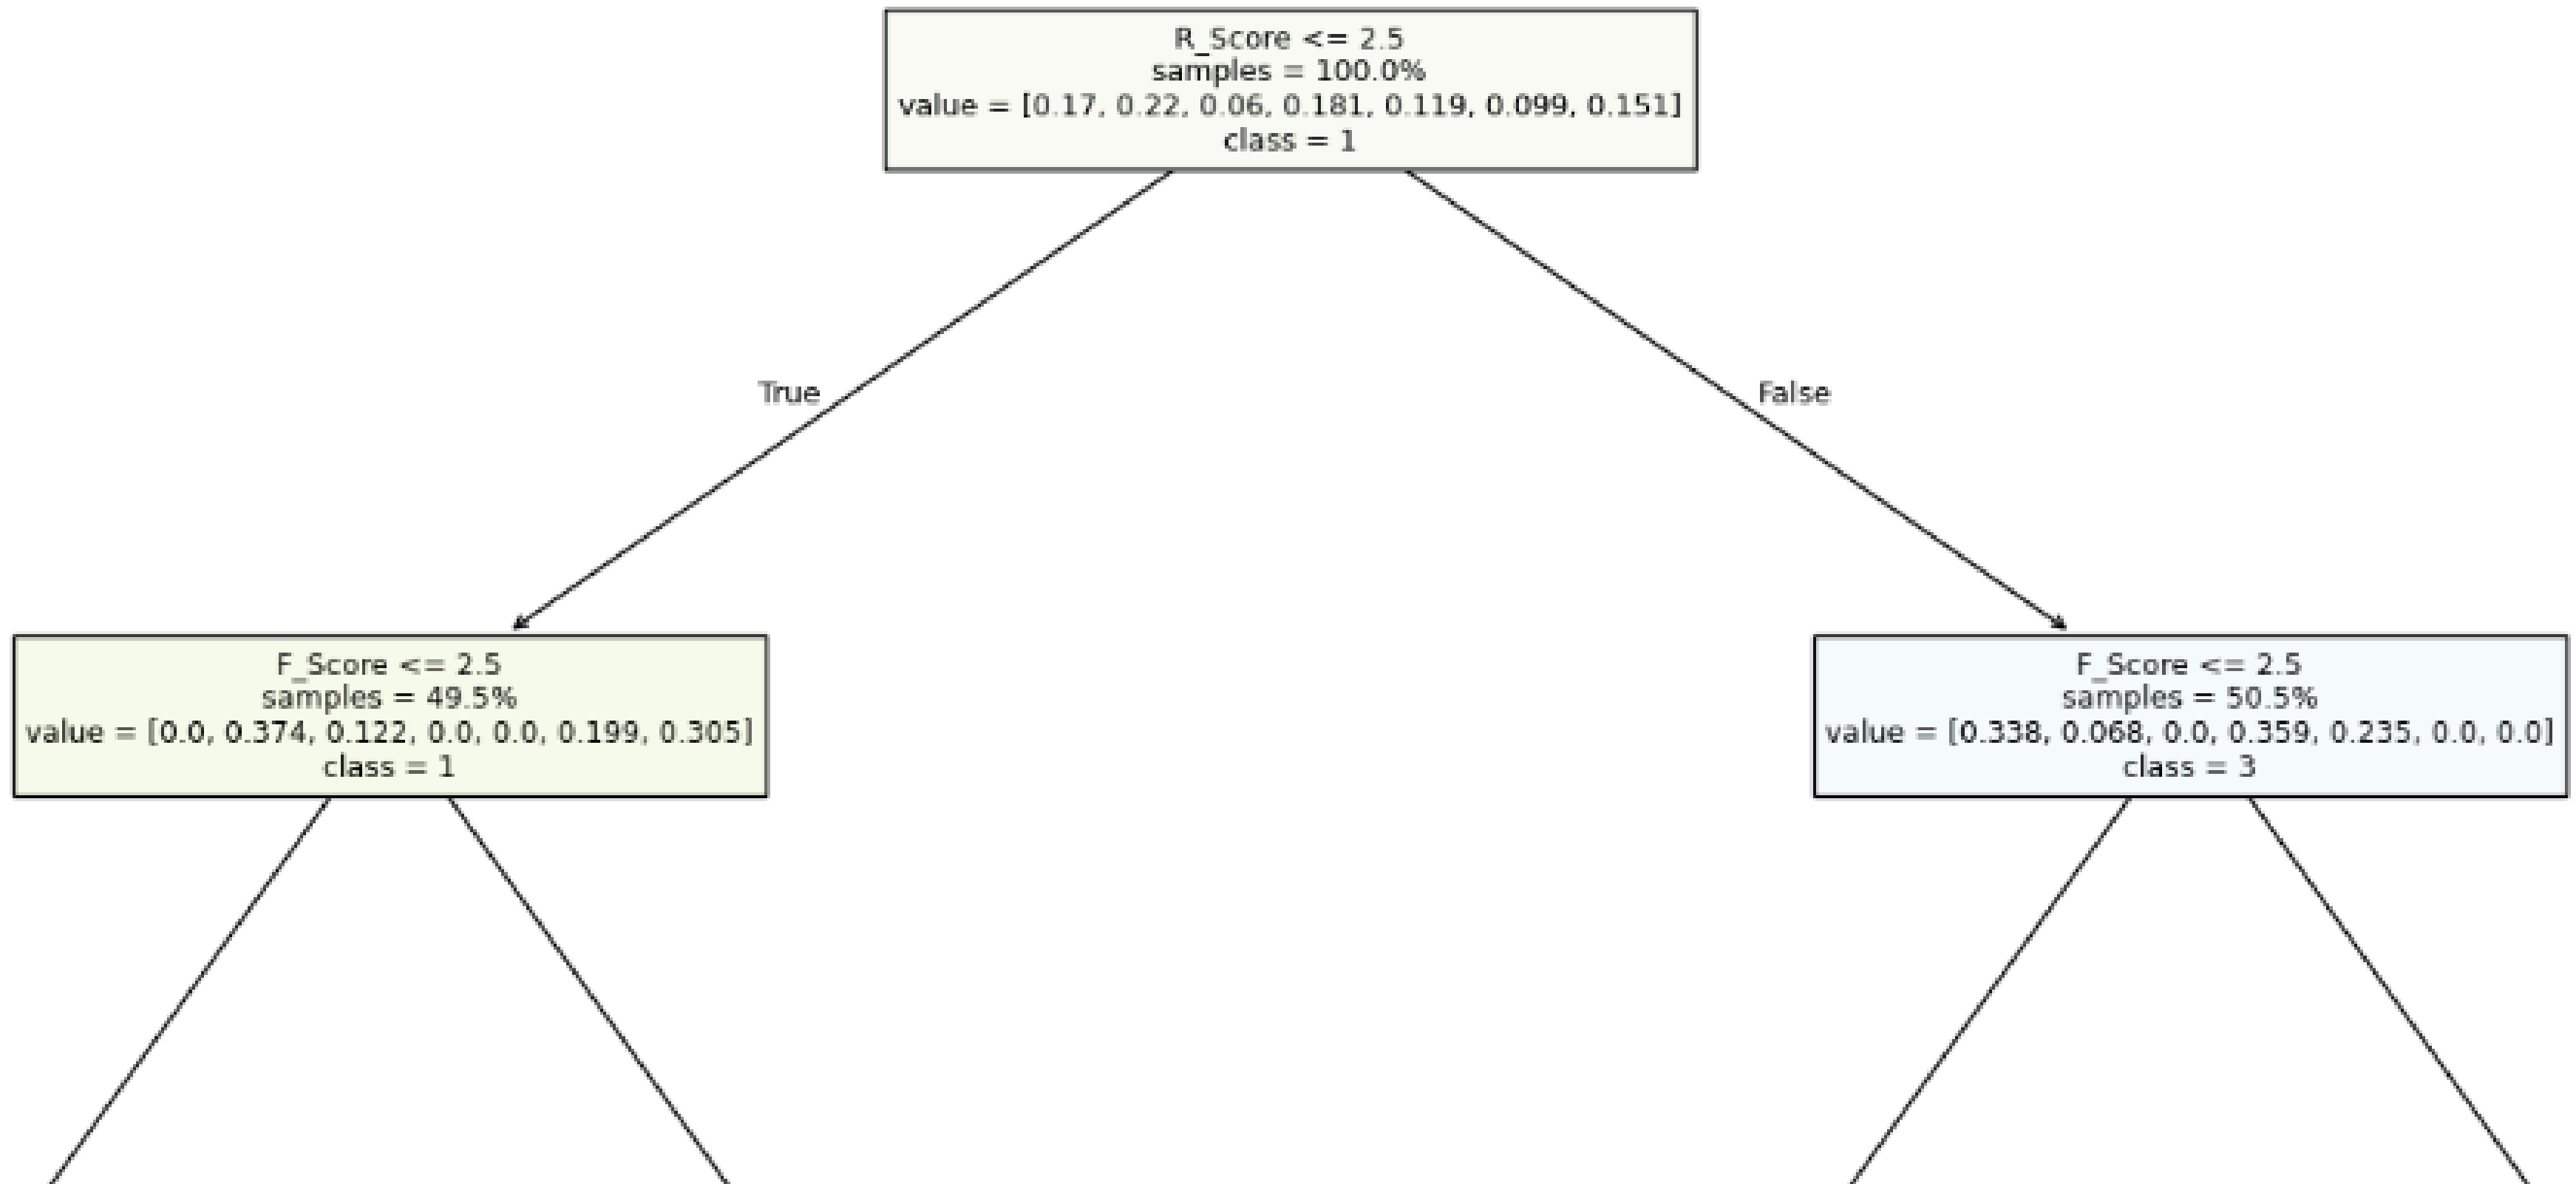 R_Score <= 2.5
samples = 100.0%
value = [0.17, 0.22, 0.06, 0.181, 0.119, 0.099, 0.151]
class = 1
True
False
F_Score <= 2.5
samples = 49.5%
value = [0.0, 0.374, 0.122, 0.0, 0.0, 0.199, 0.305]
class = 1
F_Score <= 2.5
samples = 50.5%
value = [0.338, 0.068, 0.0, 0.359, 0.235, 0.0, 0.0]
class = 3